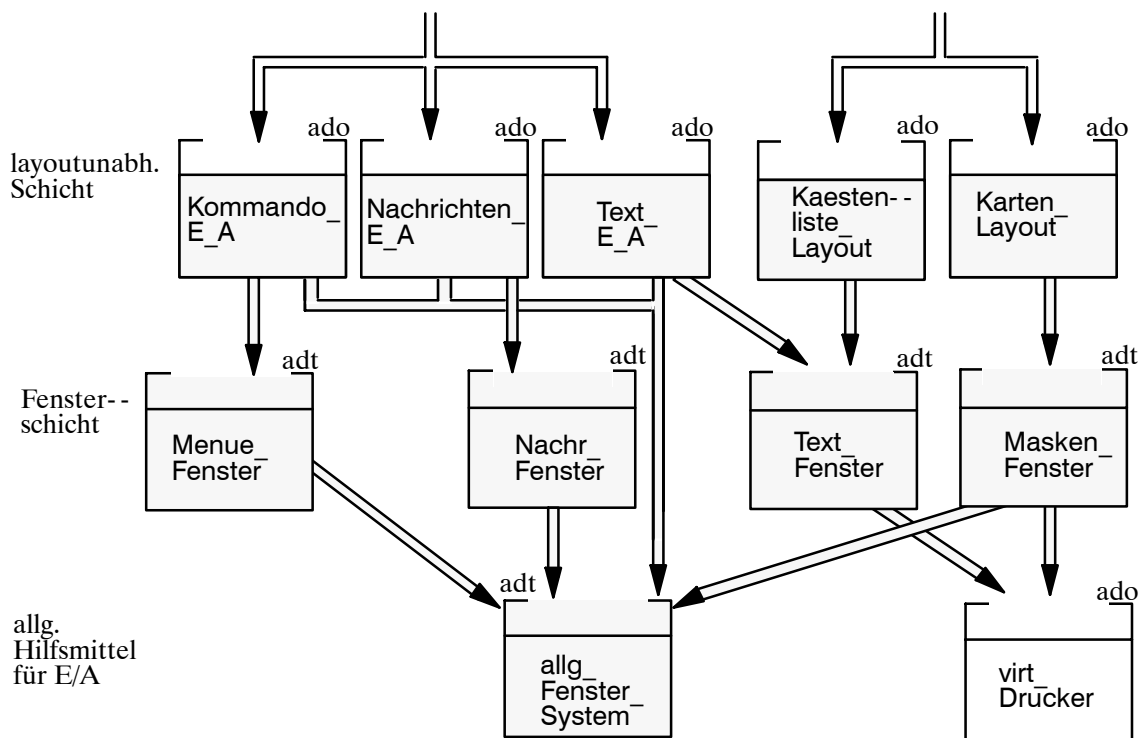 ado
ado
ado
ado
ado
layoutunabh.
Schicht
Kommando_
E_A
Nachrichten_
E_A
Text_
E_A
Kaesten--
liste_
Layout
Karten_
Layout
adt
adt
adt
adt
Fenster--
schicht
Menue_
Fenster
Nachr_
Fenster
Text_
Fenster
Masken_
Fenster
adt
ado
allg.
Hilfsmittel
für E/A
allg_
Fenster_
System
virt_
Drucker